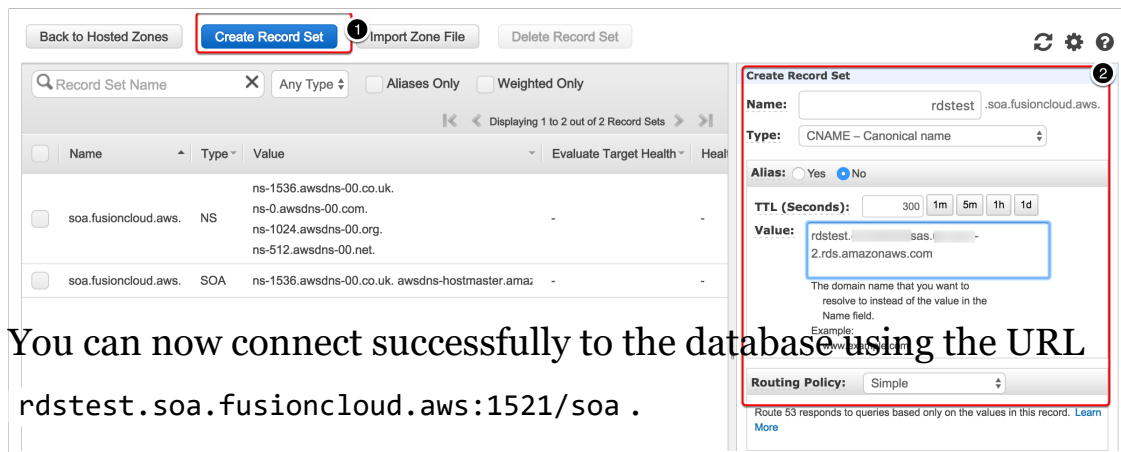 Back to Hosted Zones Create Record Set 1 Import Zone File Delete Record Set
Record Set Name Any Type Aliases Only Weighted Only
Displaying 1 to 2 out of 2 Record Sets
Name Type Value Evaluate Target Health Heal
soa.fusioncloud.aws. NS
ns-1536.awsdns-00.co.uk.
ns-0.awsdns-00.com.
ns-1024.awsdns-00.org.
ns-512.awsdns-00.net.
- -
soa.fusioncloud.aws. SOA ns-1536.awsdns-00.co.uk. awsdns-hostmaster.ama - -
2
Create Record Set
Name: rdstest .soa.fusioncloud.aws.
Type: CNAME – Canonical name
Alias: Yes No
TTL (Seconds): 300 1m 5m 1h 1d
Value: rdstest. sas. -
2.rds.amazonaws.com
The domain name that you want to
resolve to instead of the value in the
Name field.
Example:
www.example.com
Routing Policy: Simple
Route 53 responds to queries based only on the values in this record. Learn
More
You can now connect successfully to the database using the URL
rdstest.soa.fusioncloud.aws:1521/soa .